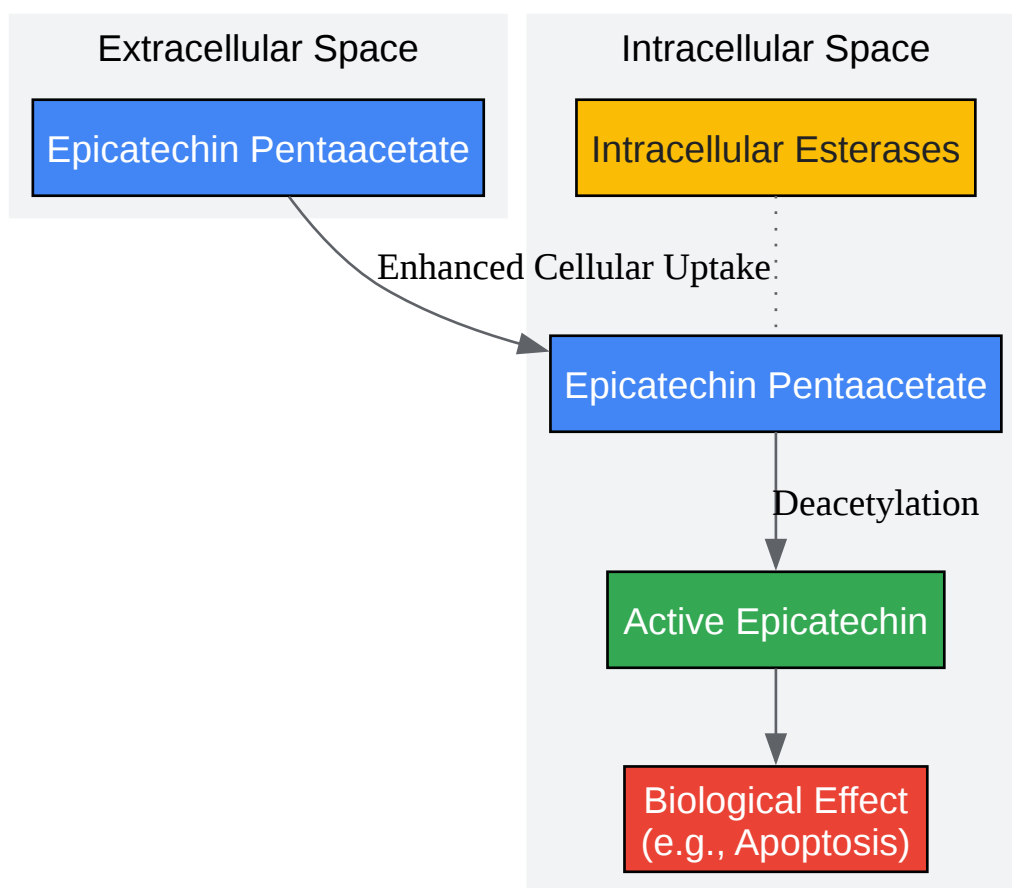 Extracellular Space
Intracellular Space
Epicatechin Pentaacetate
Intracellular Esterases
Enhanced Cellular Uptake
Epicatechin Pentaacetate
Deacetylation
Active Epicatechin
Biological Effect
(e.g., Apoptosis)